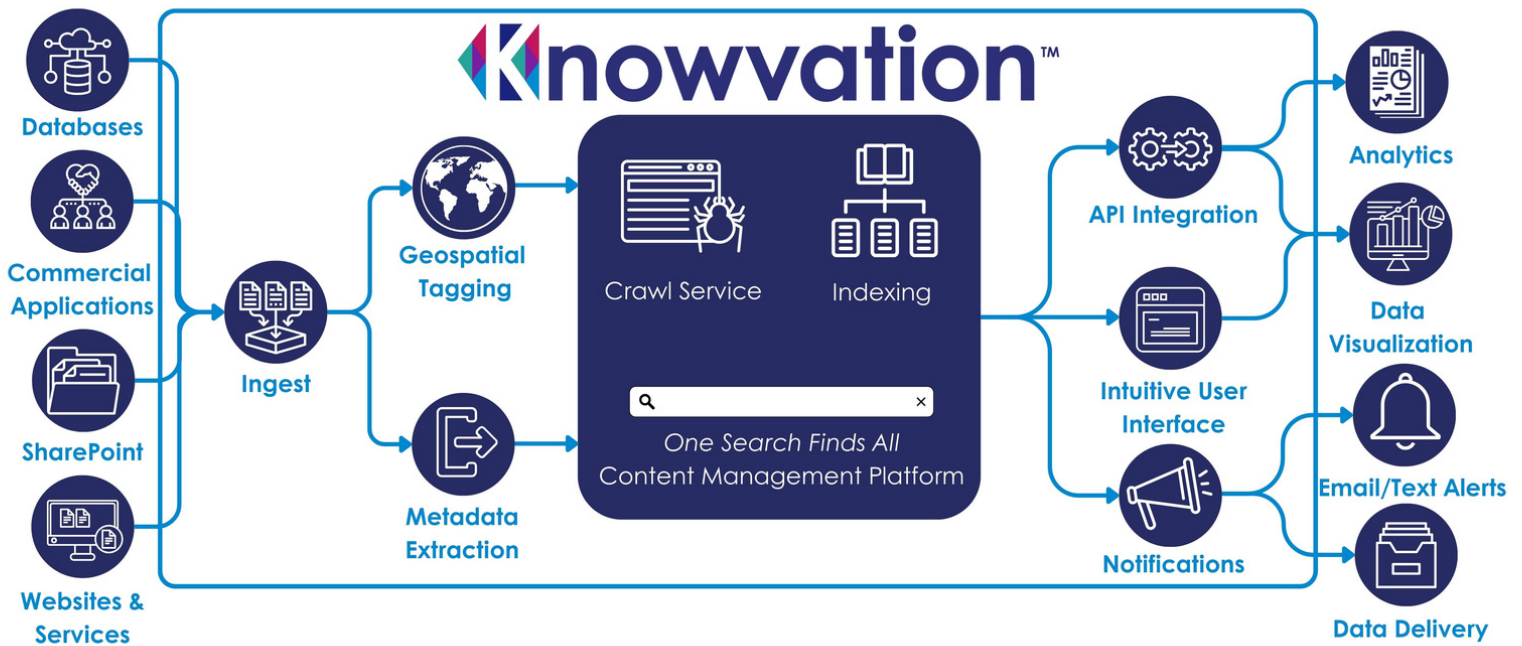 Knowvation™
Databases
Commercial
Applications
SharePoint
Websites &
Services
Ingest
Geospatial
Tagging
Metadata
Extraction
Crawl Service
Indexing
One Search Finds All
Content Management Platform
API Integration
Intuitive User
Interface
Notifications
Analytics
Data
Visualization
Email/Text Alerts
Data Delivery